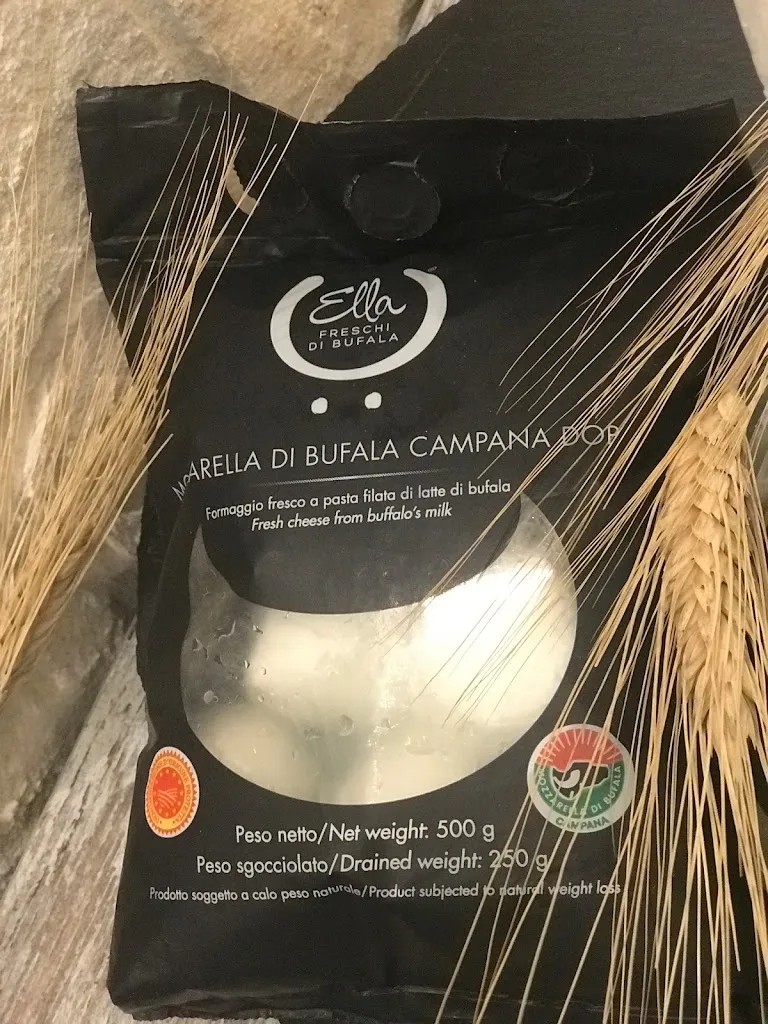 Ella
FRESCHI
DI BUFALA
MOZZARELLA DI BUFALA CAMPANA DOP
Formaggio fresco a pasta filata di latte di bufala
Fresh cheese from buffalo's milk
MOZZARELLA DI BUFALA
CAMPANA
Peso netto/Net weight: 500 g
Peso sgocciolato/Drained weight: 250 g
Prodotto soggetto a calo peso naturale/Product subjected to natural weight loss